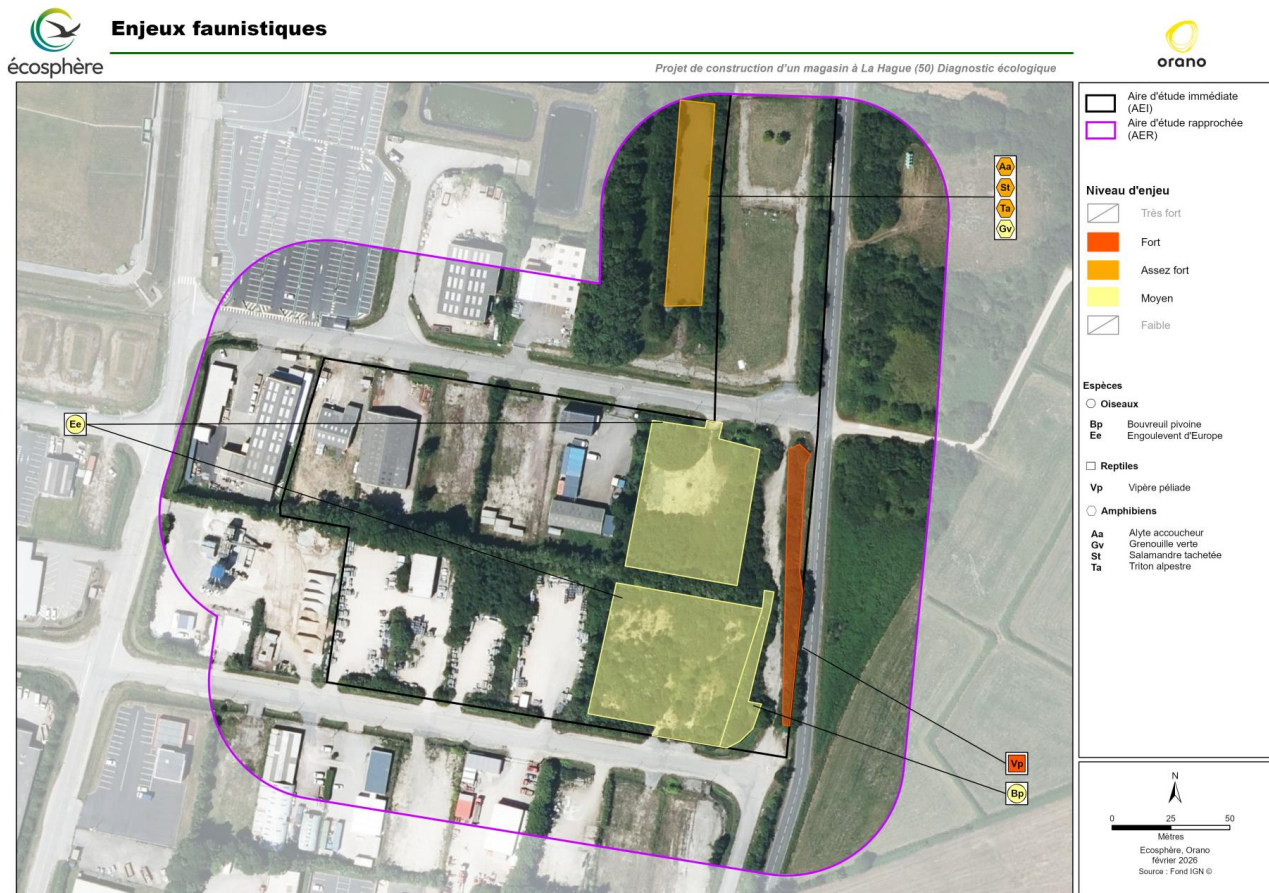 Enjeux faunistiques
écosphère
Projet de construction d'un magasin à La Hague (50) Diagnostic écologique
orano
Aire d'étude immédiate
(AEI)
Aire d'étude rapprochée
(AER)
Niveau d'enjeu
Très fort
Fort
Assez fort
Moyen
Faible
Espèces
Oiseaux
Bp Bouvreuil pivoine
Ee Engoulevent d'Europe
Reptiles
Vp Vipère péliade
Amphibiens
Aa Alyte accoucheur
Gv Grenouille verte
St Salamandre tachetée
Ta Triton alpestre
Aa
St
Ta
Gv
Ee
Vp
Bp
N
0 25 50
Mètres
Ecosphère, Orano
février 2026
Source : Fond IGN ©